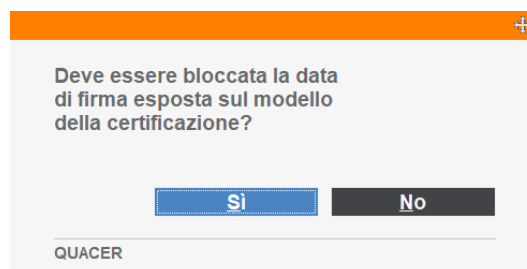 Deve essere bloccata la data
di firma esposta sul modello
della certificazione?
Sì
No
QUACER